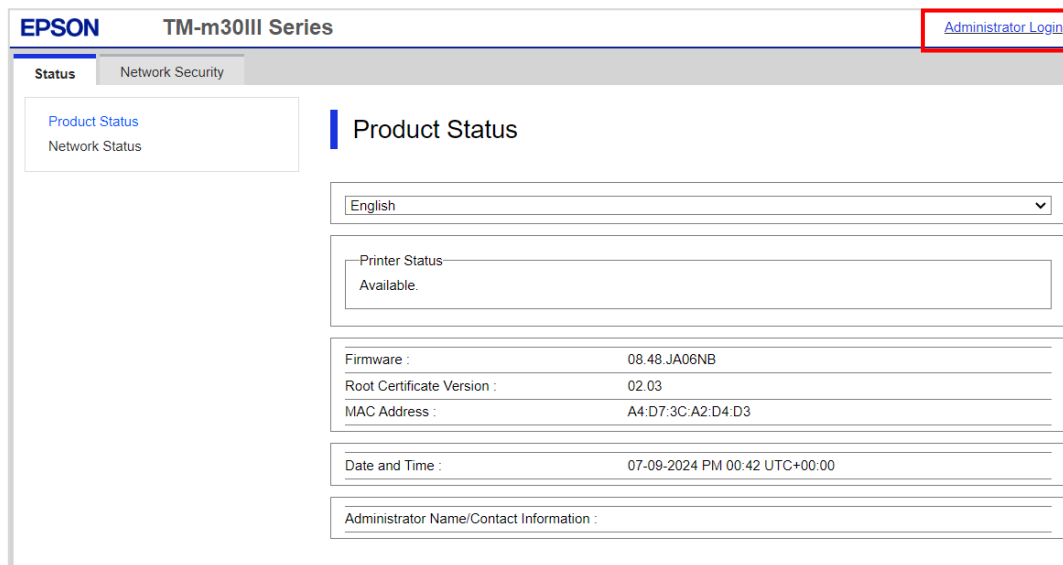 EPSON TM-m30III Series Administrator Login
Status Network Security
Product Status
Network Status
Product Status
English
Printer Status
Available.
Firmware : 08.48.JA06NB
Root Certificate Version : 02.03
MAC Address : A4:D7:3C:A2:D4:D3
Date and Time : 07-09-2024 PM 00:42 UTC+00:00
Administrator Name/Contact Information :